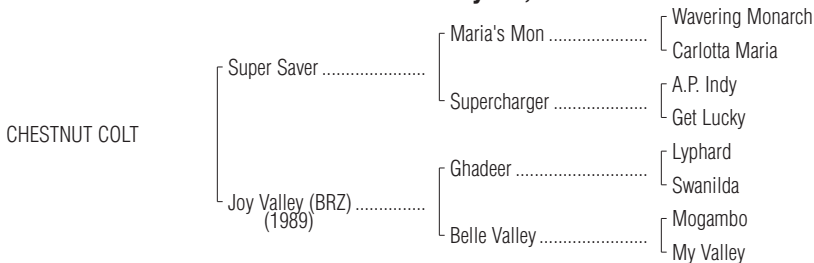 Wavering Monarch
Maria's Mon ......................
Carlotta Maria
Super Saver ......................
A.P. Indy
Supercharger ....................
Get Lucky
CHESTNUT COLT
Lyphard
Ghadeer .............................
Swanilda
Joy Valley (BRZ) ...............
(1989)
Mogambo
Belle Valley ........................
My Valley